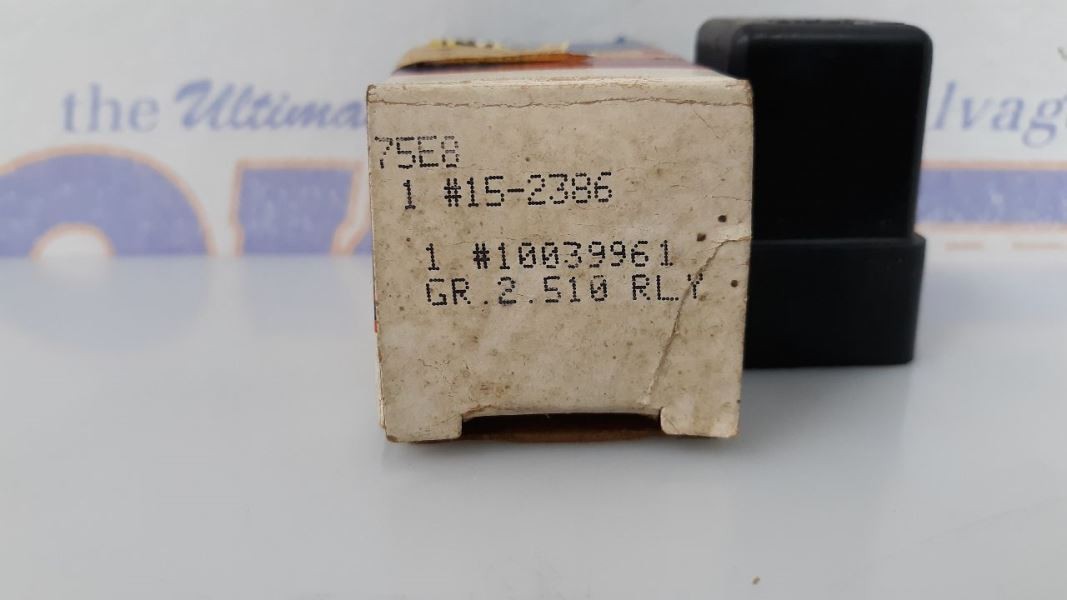 the Ultima
lvag
75E8
1 #15-2386
1 #10039961
GR.2.510 RLY